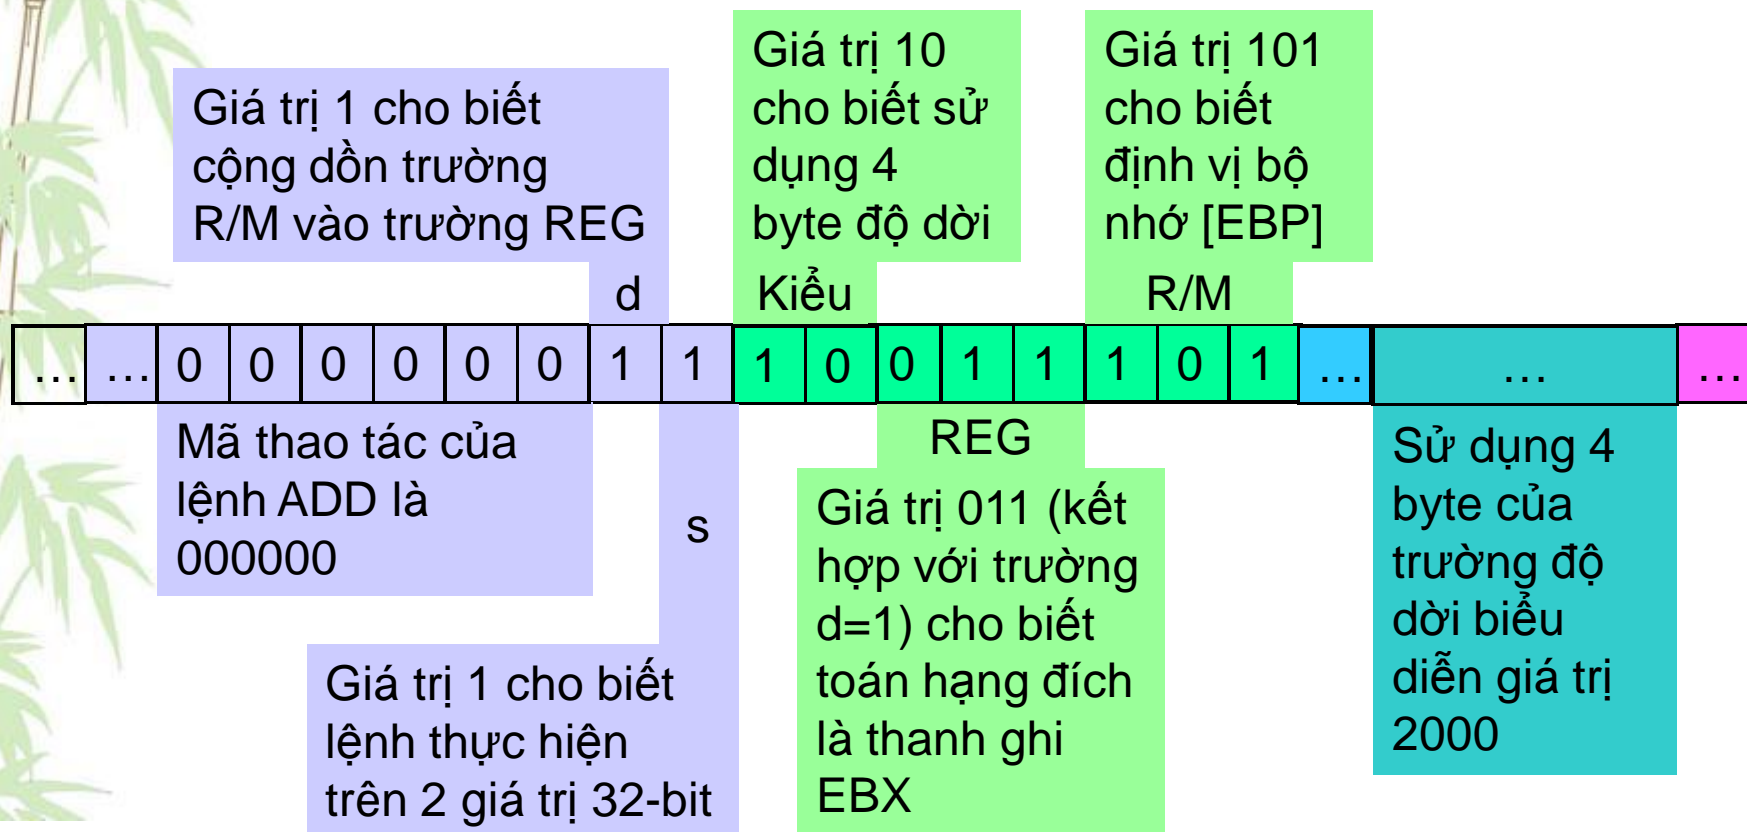 Giá trị 1 cho biết
cộng dồn trường
R/M vào trường REG
Giá trị 10
cho biết sử
dụng 4
byte độ dời
Giá trị 101
cho biết
định vị bộ
nhớ [EBP]
d Kiểu R/M
… … 0 0 0 0 0 0 1 1 1 0 0 1 1 1 0 1 … … …
Mã thao tác của
lệnh ADD là
000000
s
Giá trị 1 cho biết
lệnh thực hiện
trên 2 giá trị 32-bit
REG
Giá trị 011 (kết
hợp với trường
d=1) cho biết
toán hạng đích
là thanh ghi
EBX
Sử dụng 4
byte của
trường độ
dời biểu
diễn giá trị
2000